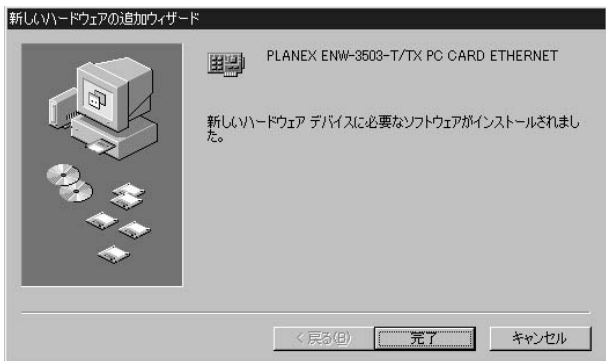 新しいハードウェアの追加ウィザード
PLANEX ENW-3503-T/TX PC CARD ETHERNET
新しいハードウェア デバイスに必要なソフトウェアがインストールされまし
た。
< 戻る(B)
完了
キャンセル